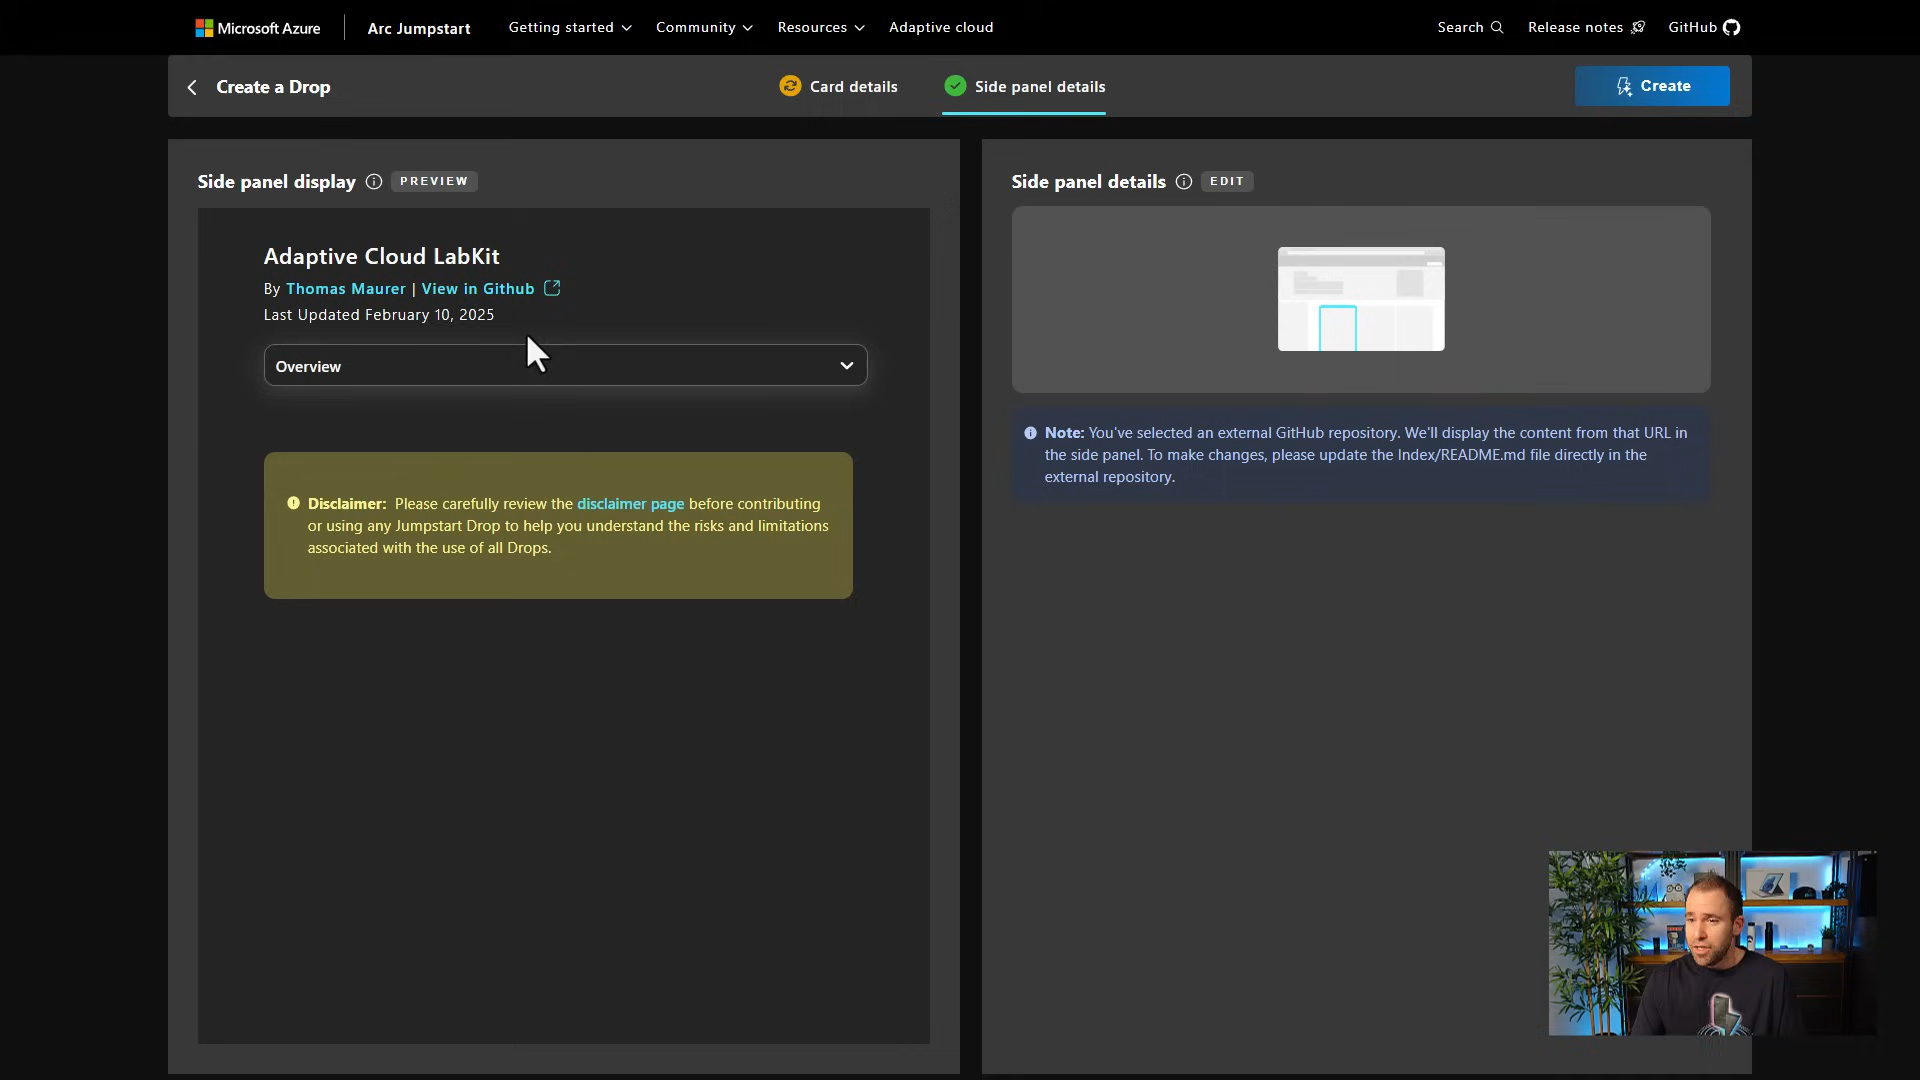 Microsoft Azure
Arc Jumpstart
Getting started
Community
Resources
Adaptive cloud
Search
Release notes
GitHub
Create a Drop
Card details
Side panel details
Create
Side panel display
PREVIEW
Adaptive Cloud LabKit
By Thomas Maurer | View in Github
Last Updated February 10, 2025
Overview
Disclaimer: Please carefully review the disclaimer page before contributing
or using any Jumpstart Drop to help you understand the risks and limitations
associated with the use of all Drops.
Side panel details
EDIT
Note: You've selected an external GitHub repository. We'll display the content from that URL in
the side panel. To make changes, please update the Index/README.md file directly in the
external repository.